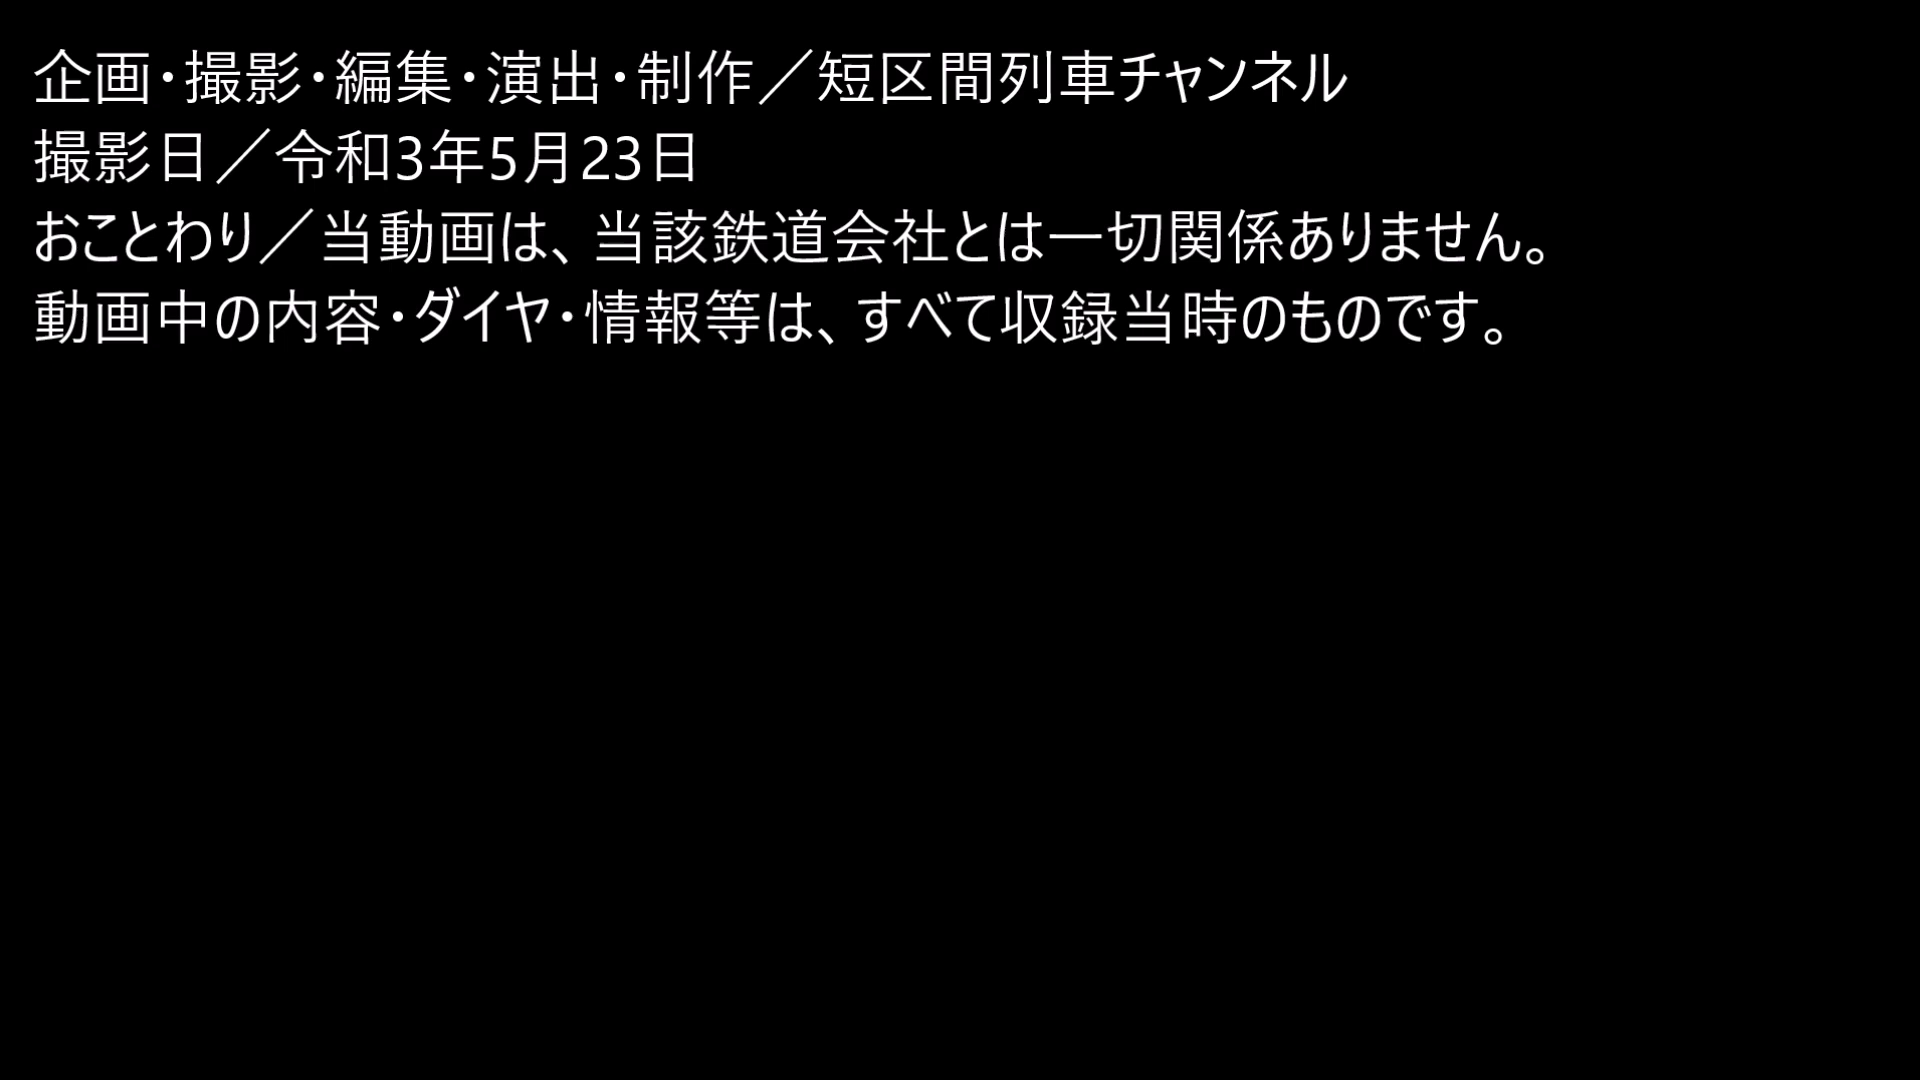 企画・撮影・編集・演出・制作／短区間列車チャンネル
撮影日／令和3年5月23日
おことわり／当動画は、当該鉄道会社とは一切関係ありません。
動画中の内容・ダイヤ・情報等は、すべて収録当時のものです。